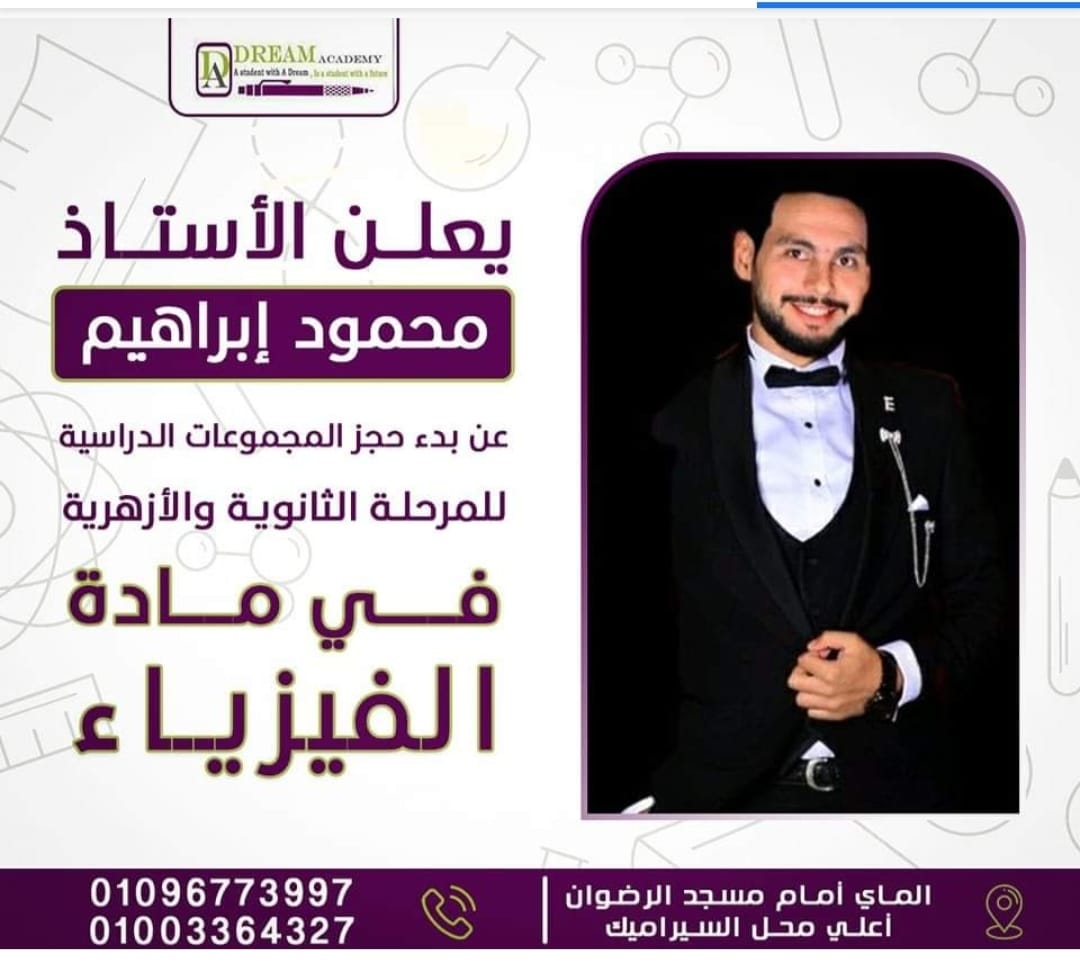 DREAM ACADEMY
A student with A Dream , Is a student with a future
يعلن الأستاذ
محمود إبراهيم
عن بدء حجز المجموعات الدراسية
للمرحلة الثانوية والأزهرية
في مادة
الفيزياء
E
الماي أمام مسجد الرضوان
أعلي محل السيراميك
01096773997
01003364327